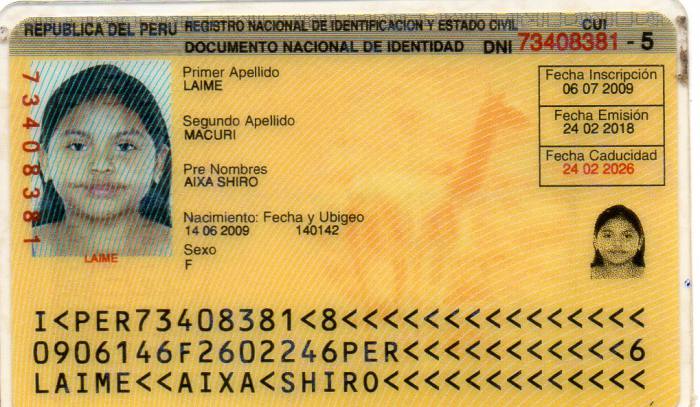 REPUBLICA DEL PERU REGISTRO NACIONAL DE IDENTIFICACION Y ESTADO CIVIL CUI
DOCUMENTO NACIONAL DE IDENTIDAD DNI 73408381 - 5
73408381
Primer Apellido
LAIME
Segundo Apellido
MACURI
Pre Nombres
AIXA SHIRO
Nacimiento: Fecha y Ubigeo
14 06 2009 140142
Sexo
F
LAIME
Fecha Inscripción
06 07 2009
Fecha Emisión
24 02 2018
Fecha Caducidad
24 02 2026
I<PER73408381<8<<<<<<<<<<<<<<<
0906146F2602246PER<<<<<<<<<<<6
LAIME<<AIXA<SHIRO<<<<<<<<<<<<<